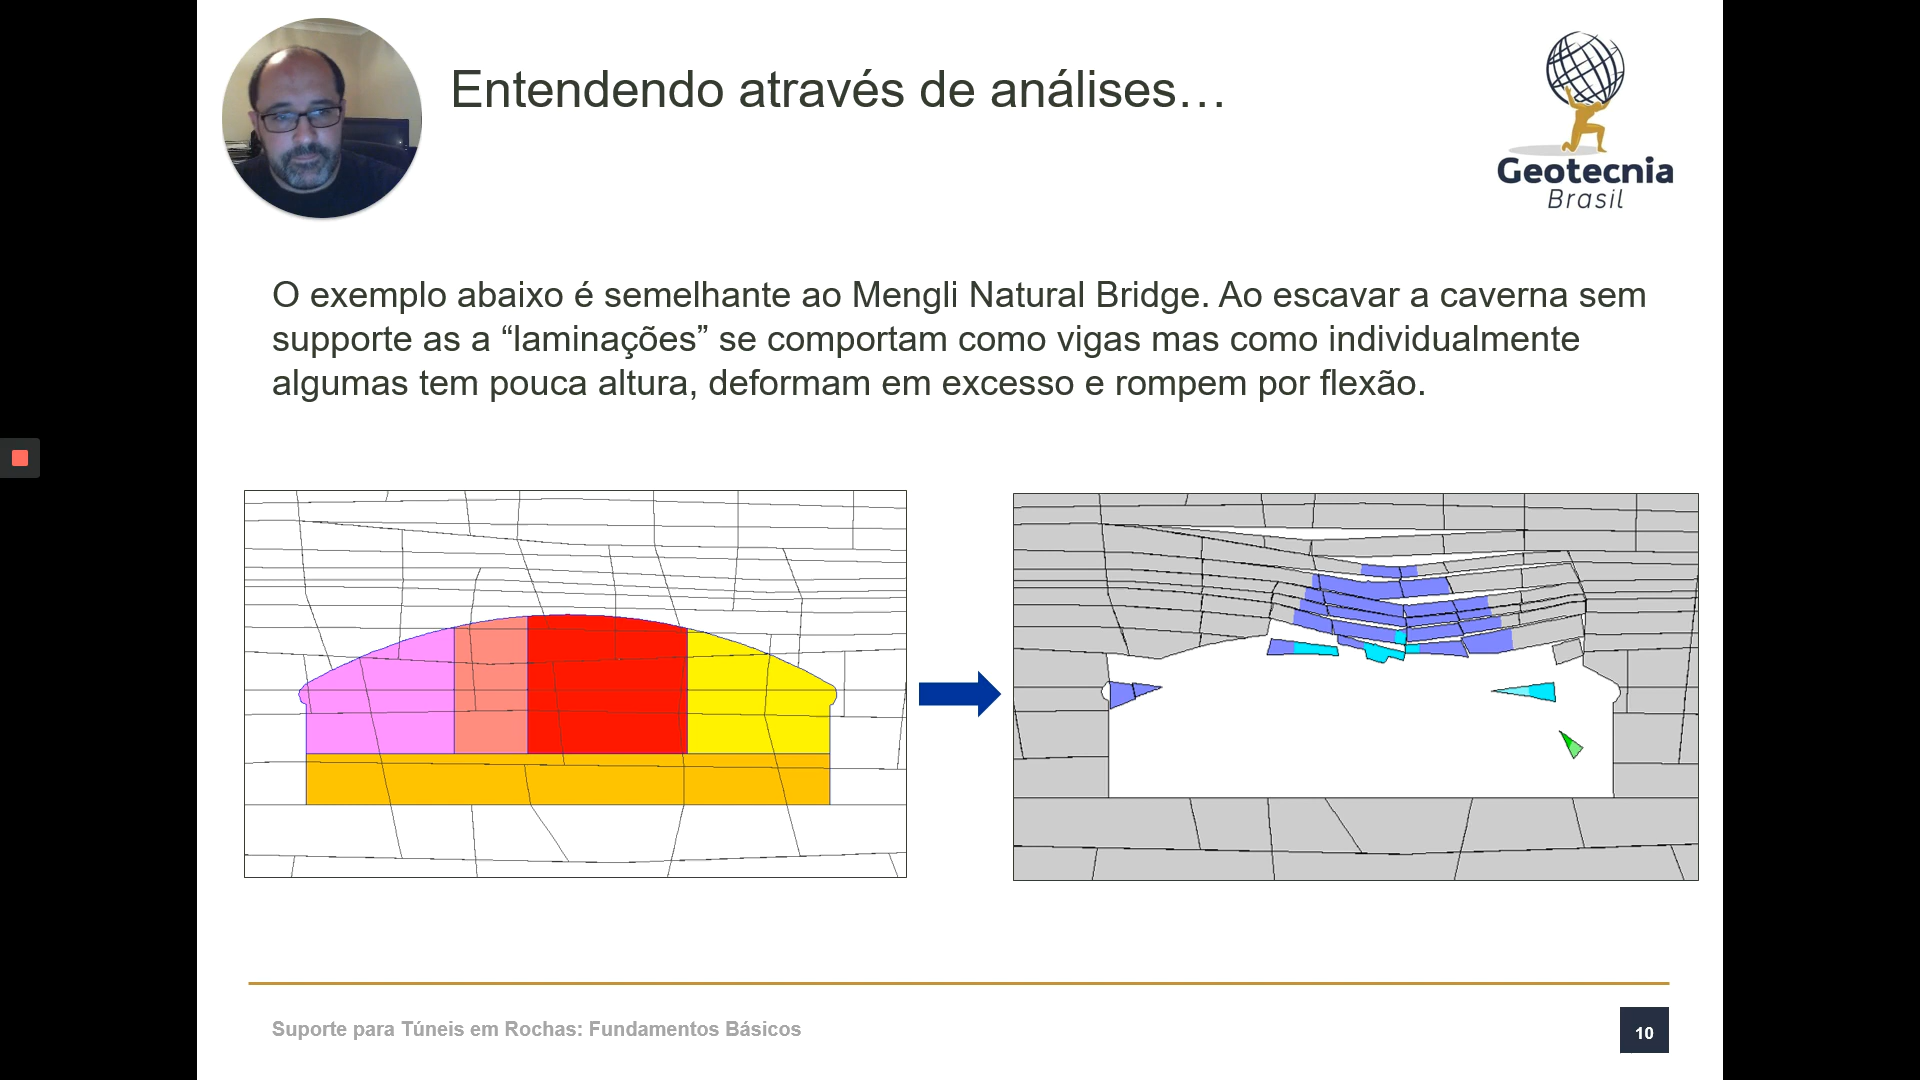 Entendendo através de análises…
Geotecnia
Brasil
O exemplo abaixo é semelhante ao Mengli Natural Bridge. Ao escavar a caverna sem
supporte as a “laminações” se comportam como vigas mas como individualmente
algumas tem pouca altura, deformam em excesso e rompem por flexão.
Suporte para Túneis em Rochas: Fundamentos Básicos
10